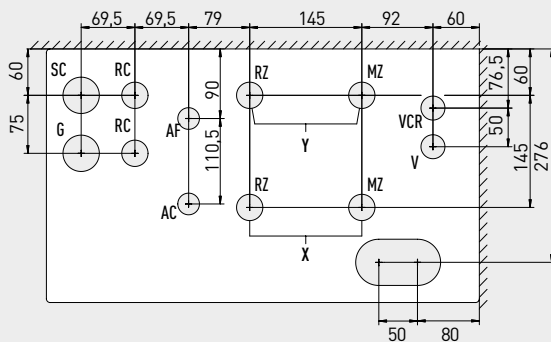 69,5 69,5 79 145 92 60
60 SC RC 90 RZ MZ 76,5 60
75 G RC AF 110,5 Y VCR 50 145 276
V
AC RZ MZ
X
50 80